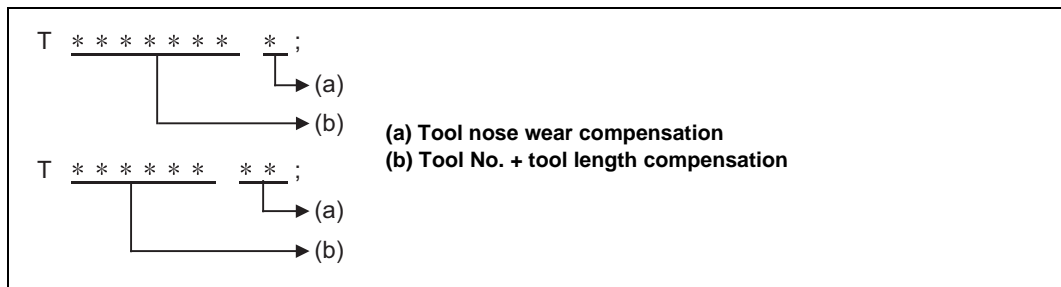 T * * * * * * * * ;
(a)
(b)
(a) Tool nose wear compensation
(b) Tool No. + tool length compensation
T * * * * * * * * ;
(a)
(b)